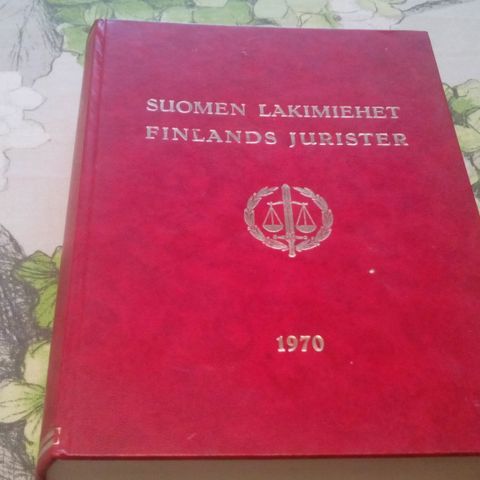 SUOMEN LAKIMIEHET
FINLANDS JURISTER
1970